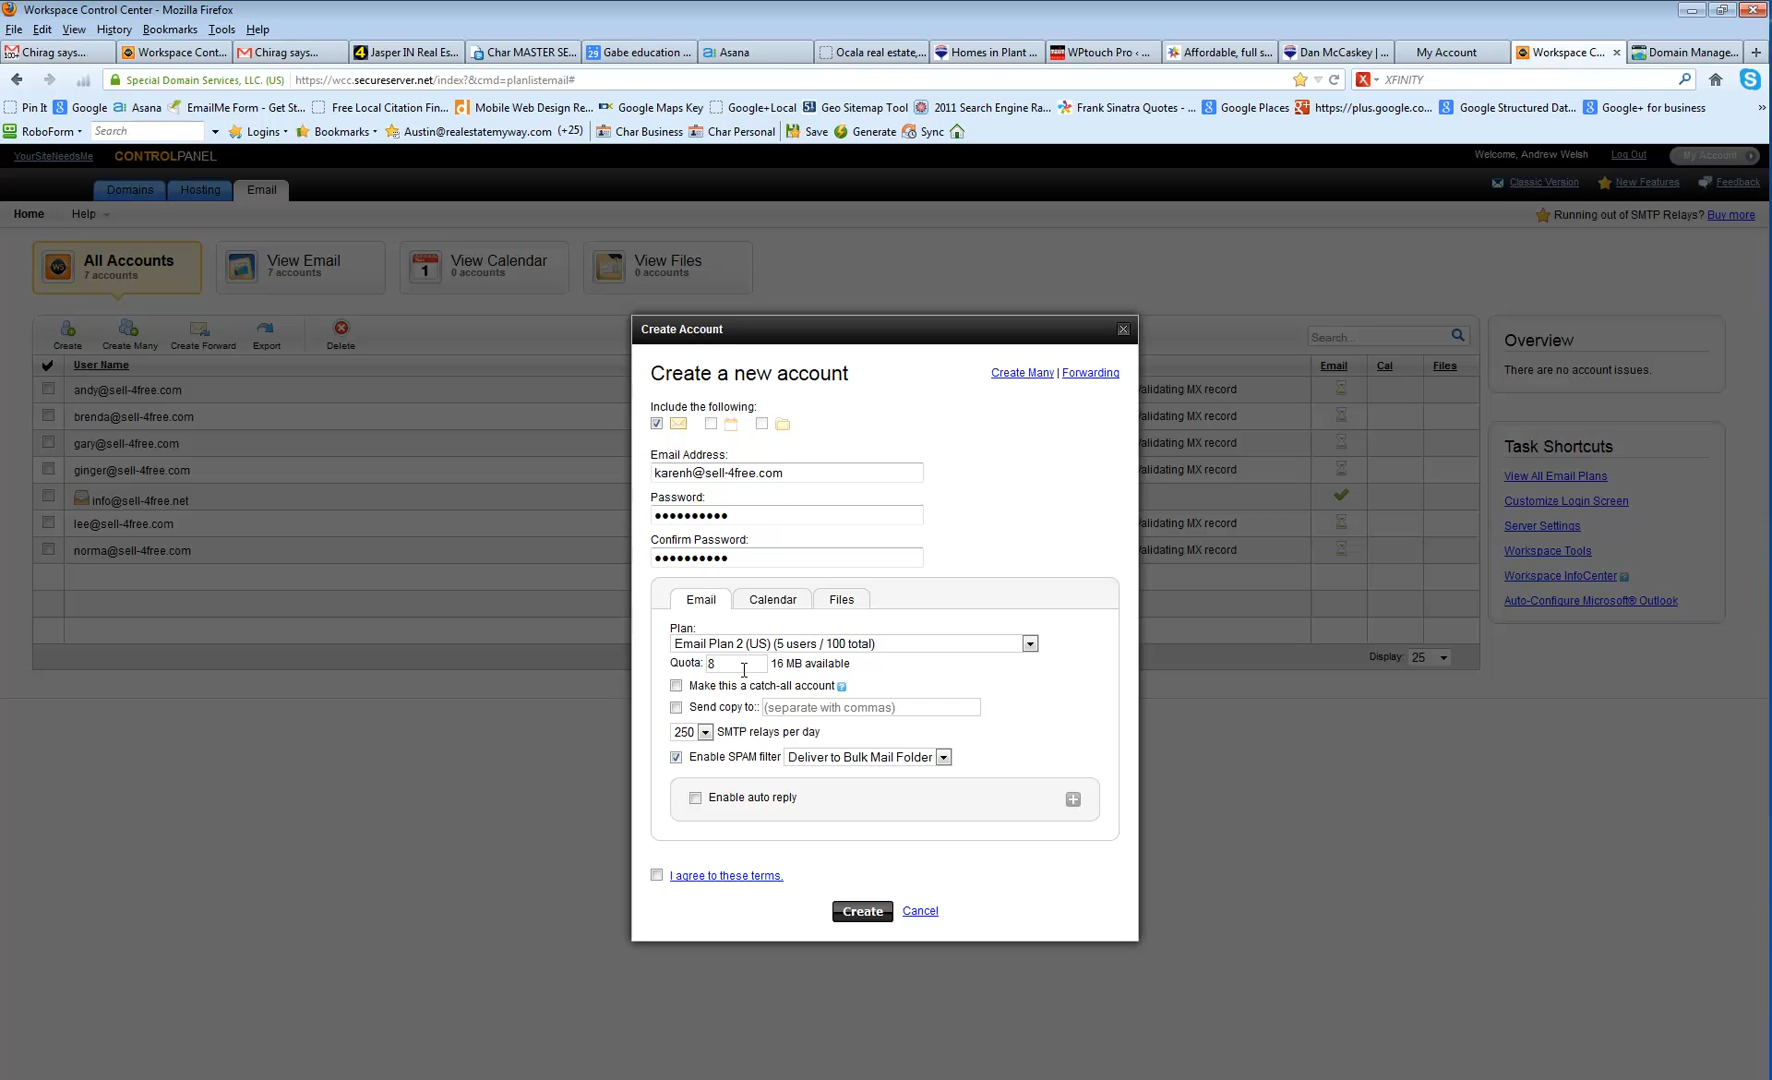 Workspace Control Center - Mozilla Firefox
File Edit View History Bookmarks Tools Help
100+ Chirag says... Workspace Cont... Chirag says... 4 Jasper IN Real Es... Char MASTER SE... 29 Gabe education ... Asana Ocala real estate,... Homes in Plant ... WPtouch Pro ‹ ... Affordable, full s... Dan McCaskey | ... My Account Workspace C... × Domain Manage... +
Special Domain Services, LLC. (US) https://wcc.secureserver.net/index?&cmd=planlistemail# XFINITY
Pin It Google Asana EmailMe Form - Get St... Free Local Citation Fin... Mobile Web Design Re... Google Maps Key Google+Local Geo Sitemap Tool 2011 Search Engine Ra... Frank Sinatra Quotes - ... Google Places https://plus.google.co... Google Structured Dat... Google+ for business »
RoboForm Search Logins Bookmarks Austin@realestatemyway.com (+25) Char Business Char Personal Save Generate Sync
YourSiteNeedsMe CONTROLPANEL Welcome, Andrew Welsh Log Out My Account
Domains Hosting Email Classic Version New Features Feedback
Home Help Running out of SMTP Relays? Buy more
All Accounts
7 accounts
View Email
7 accounts
1 View Calendar
0 accounts
View Files
0 accounts
Create Create Many Create Forward Export Delete Search...
User Name Email Cal Files
andy@sell-4free.com alidating MX record
brenda@sell-4free.com alidating MX record
gary@sell-4free.com alidating MX record
ginger@sell-4free.com alidating MX record
info@sell-4free.net
lee@sell-4free.com alidating MX record
norma@sell-4free.com alidating MX record
Display: 25
Create Account
Create a new account Create Many | Forwarding
Include the following:
Email Address:
karenh@sell-4free.com
Password:
●●●●●●●●●●
Confirm Password:
●●●●●●●●●●
Email Calendar Files
Plan:
Email Plan 2 (US) (5 users / 100 total)
Quota: 8 16 MB available
Make this a catch-all account ?
Send copy to:: (separate with commas)
250 SMTP relays per day
Enable SPAM filter Deliver to Bulk Mail Folder
Enable auto reply
I agree to these terms.
Create Cancel
Overview
There are no account issues.
Task Shortcuts
View All Email Plans
Customize Login Screen
Server Settings
Workspace Tools
Workspace InfoCenter
Auto-Configure Microsoft® Outlook